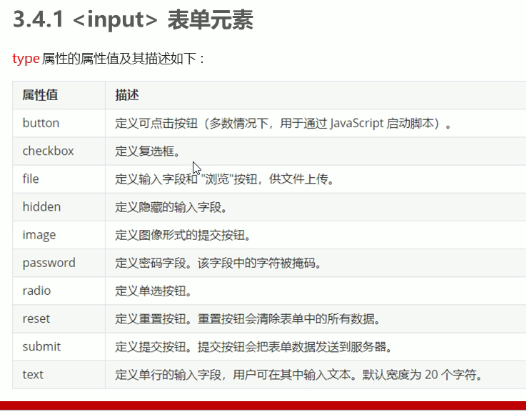 3.4.1 <input> 表单元素
type 属性的属性值及其描述如下：
属性值 描述
button 定义可点击按钮（多数情况下，用于通过 JavaScript 启动脚本）。
checkbox 定义复选框。
file 定义输入字段和 "浏览"按钮，供文件上传。
hidden 定义隐藏的输入字段。
image 定义图像形式的提交按钮。
password 定义密码字段。该字段中的字符被掩码。
radio 定义单选按钮。
reset 定义重置按钮。重置按钮会清除表单中的所有数据。
submit 定义提交按钮。提交按钮会把表单数据发送到服务器。
text 定义单行的输入字段，用户可在其中输入文本。默认宽度为 20 个字符。